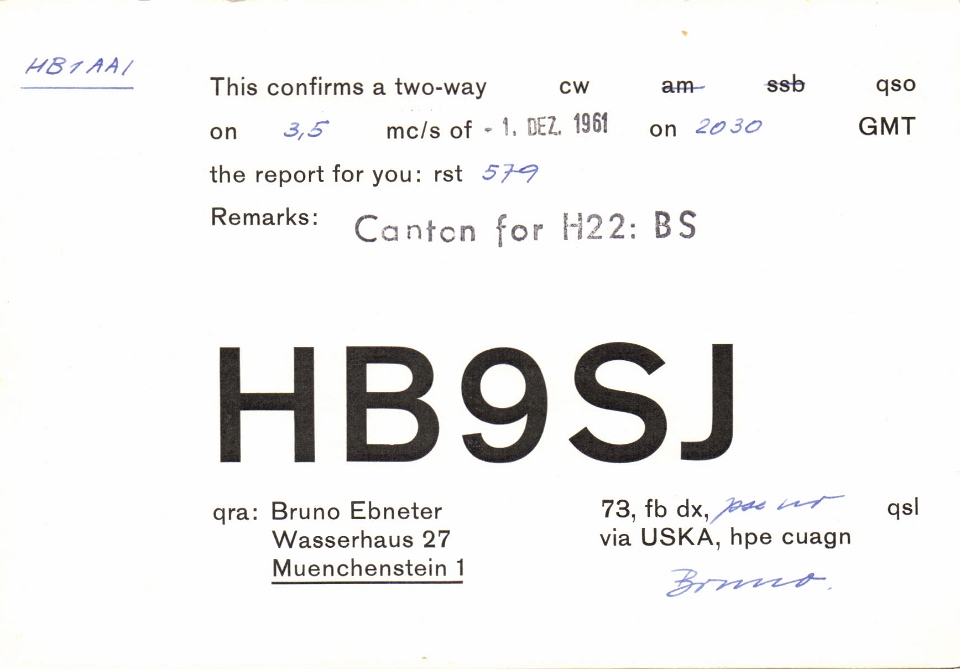 HB1AAI
This confirms a two-way cw am ssb qso
on 3,5 mc/s of - 1. DEZ. 1961 on 2030 GMT
the report for you: rst 579
Remarks: Canton for H22: BS
HB9SJ
qra: Bruno Ebneter
Wasserhaus 27
Muenchenstein 1
73, fb dx, pse ur qsl
via USKA, hpe cuagn
Bruno.